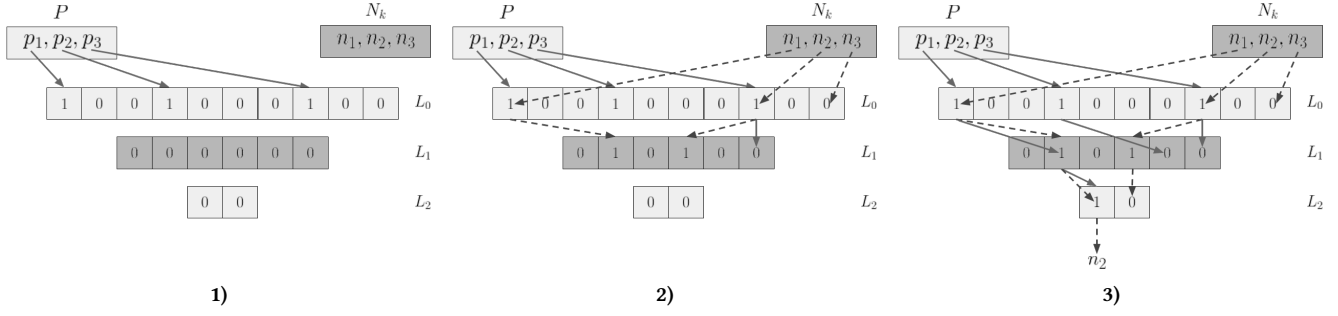 P N_k
p_1, p_2, p_3 n_1, n_2, n_3
1 0 0 1 0 0 0 1 0 0 L_0
0 0 0 0 0 0 L_1
0 0 L_2
1)
P N_k
p_1, p_2, p_3 n_1, n_2, n_3
1 0 0 1 0 0 0 1 0 0 L_0
0 1 0 1 0 0 L_1
0 0 L_2
2)
P N_k
p_1, p_2, p_3 n_1, n_2, n_3
1 0 0 1 0 0 0 1 0 0 L_0
0 1 0 1 0 0 L_1
1 0 L_2
n_2
3)